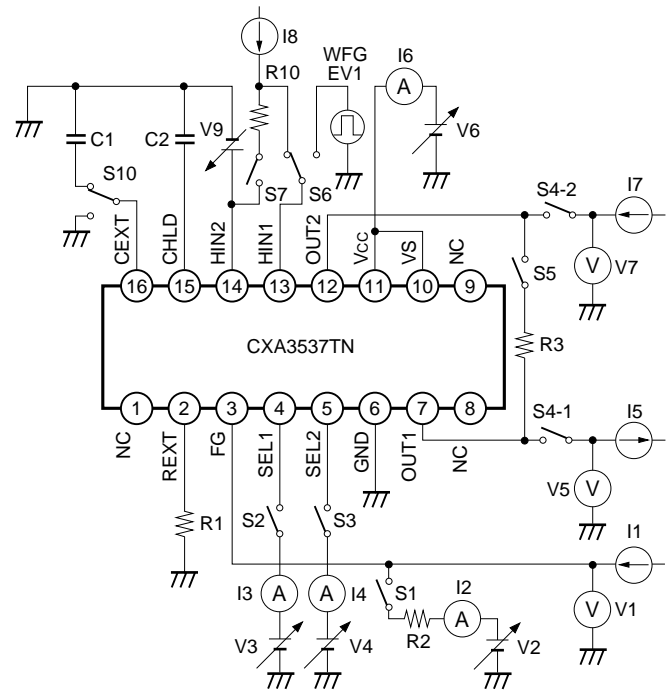 I8
WFG
EV1
I6
A
R10
C1
C2
V9
V6
S10
S7
S6
S4-2
I7
CEXT
CHLD
HIN2
HIN1
OUT2
VCC
VS
NC
S5
V
V7
16
15
14
13
12
11
10
9
CXA3537TN
R3
1
2
3
4
5
6
7
8
NC
REXT
FG
SEL1
SEL2
GND
OUT1
NC
S4-1
I5
V5
V
R1
S2
S3
I3
A
I4
A
S1
I2
A
R2
I1
V
V1
V3
V4
V2